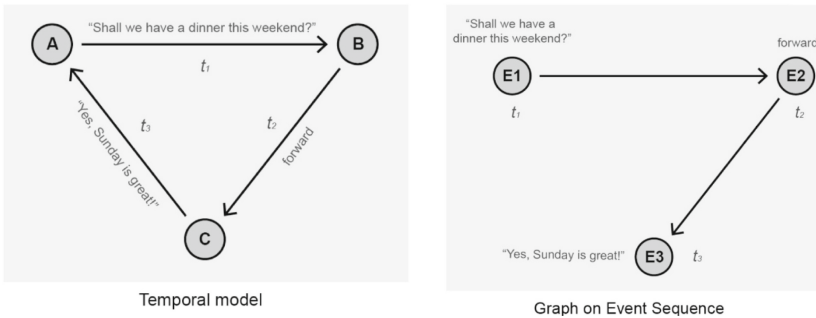 "Shall we have a dinner this weekend?"
A
B
t₁
t₃
t₂
"Yes, Sunday is great!"
forward
C
Temporal model
"Shall we have a
dinner this weekend?"
forward
E1
E2
t₁
t₂
"Yes, Sunday is great!"
E3
t₃
Graph on Event Sequence